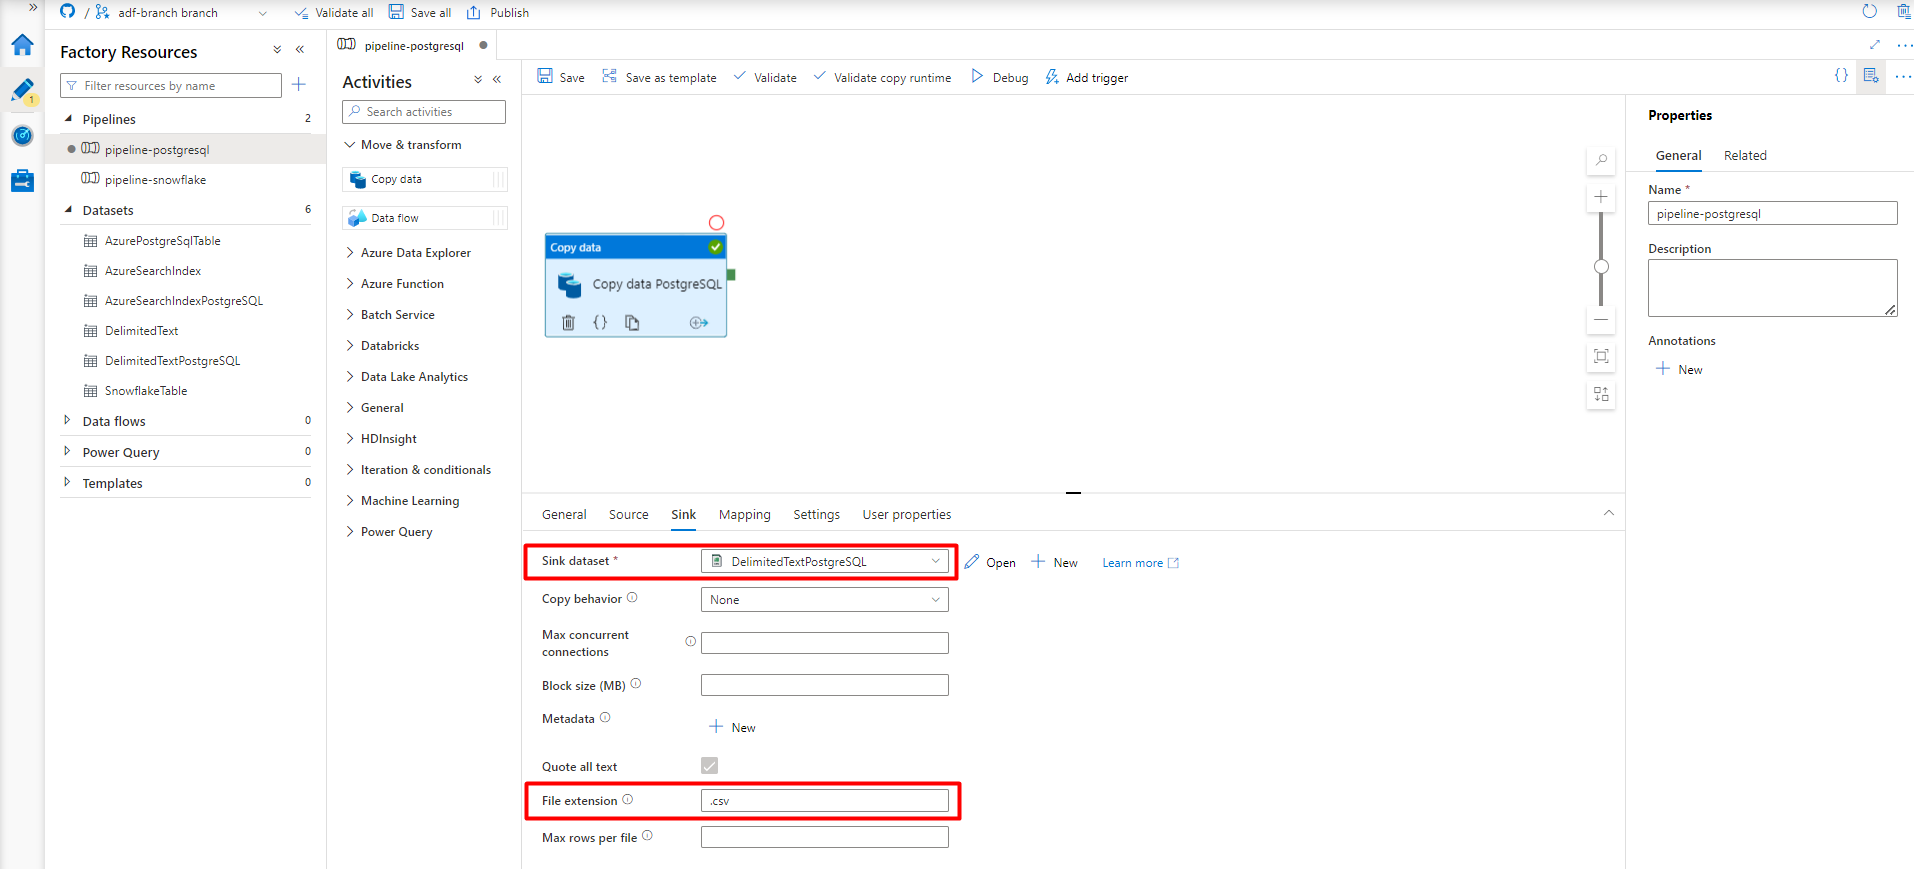 / adf-branch branch
Validate all
Save all
Publish
1
Factory Resources
Filter resources by name
Pipelines 2
pipeline-postgresql
pipeline-snowflake
Datasets 6
AzurePostgreSqlTable
AzureSearchIndex
AzureSearchIndexPostgreSQL
DelimitedText
DelimitedTextPostgreSQL
SnowflakeTable
Data flows 0
Power Query 0
Templates 0
pipeline-postgresql
Activities
Search activities
Move & transform
Copy data
Data flow
Azure Data Explorer
Azure Function
Batch Service
Databricks
Data Lake Analytics
General
HDInsight
Iteration & conditionals
Machine Learning
Power Query
Save
Save as template
Validate
Validate copy runtime
Debug
Add trigger
Copy data
Copy data PostgreSQL
General
Source
Sink
Mapping
Settings
User properties
Sink dataset * DelimitedTextPostgreSQL
Open
New
Learn more
Copy behavior None
Max concurrent
connections
Block size (MB)
Metadata
New
Quote all text
File extension .csv
Max rows per file
Properties
General
Related
Name *
pipeline-postgresql
Description
Annotations
New